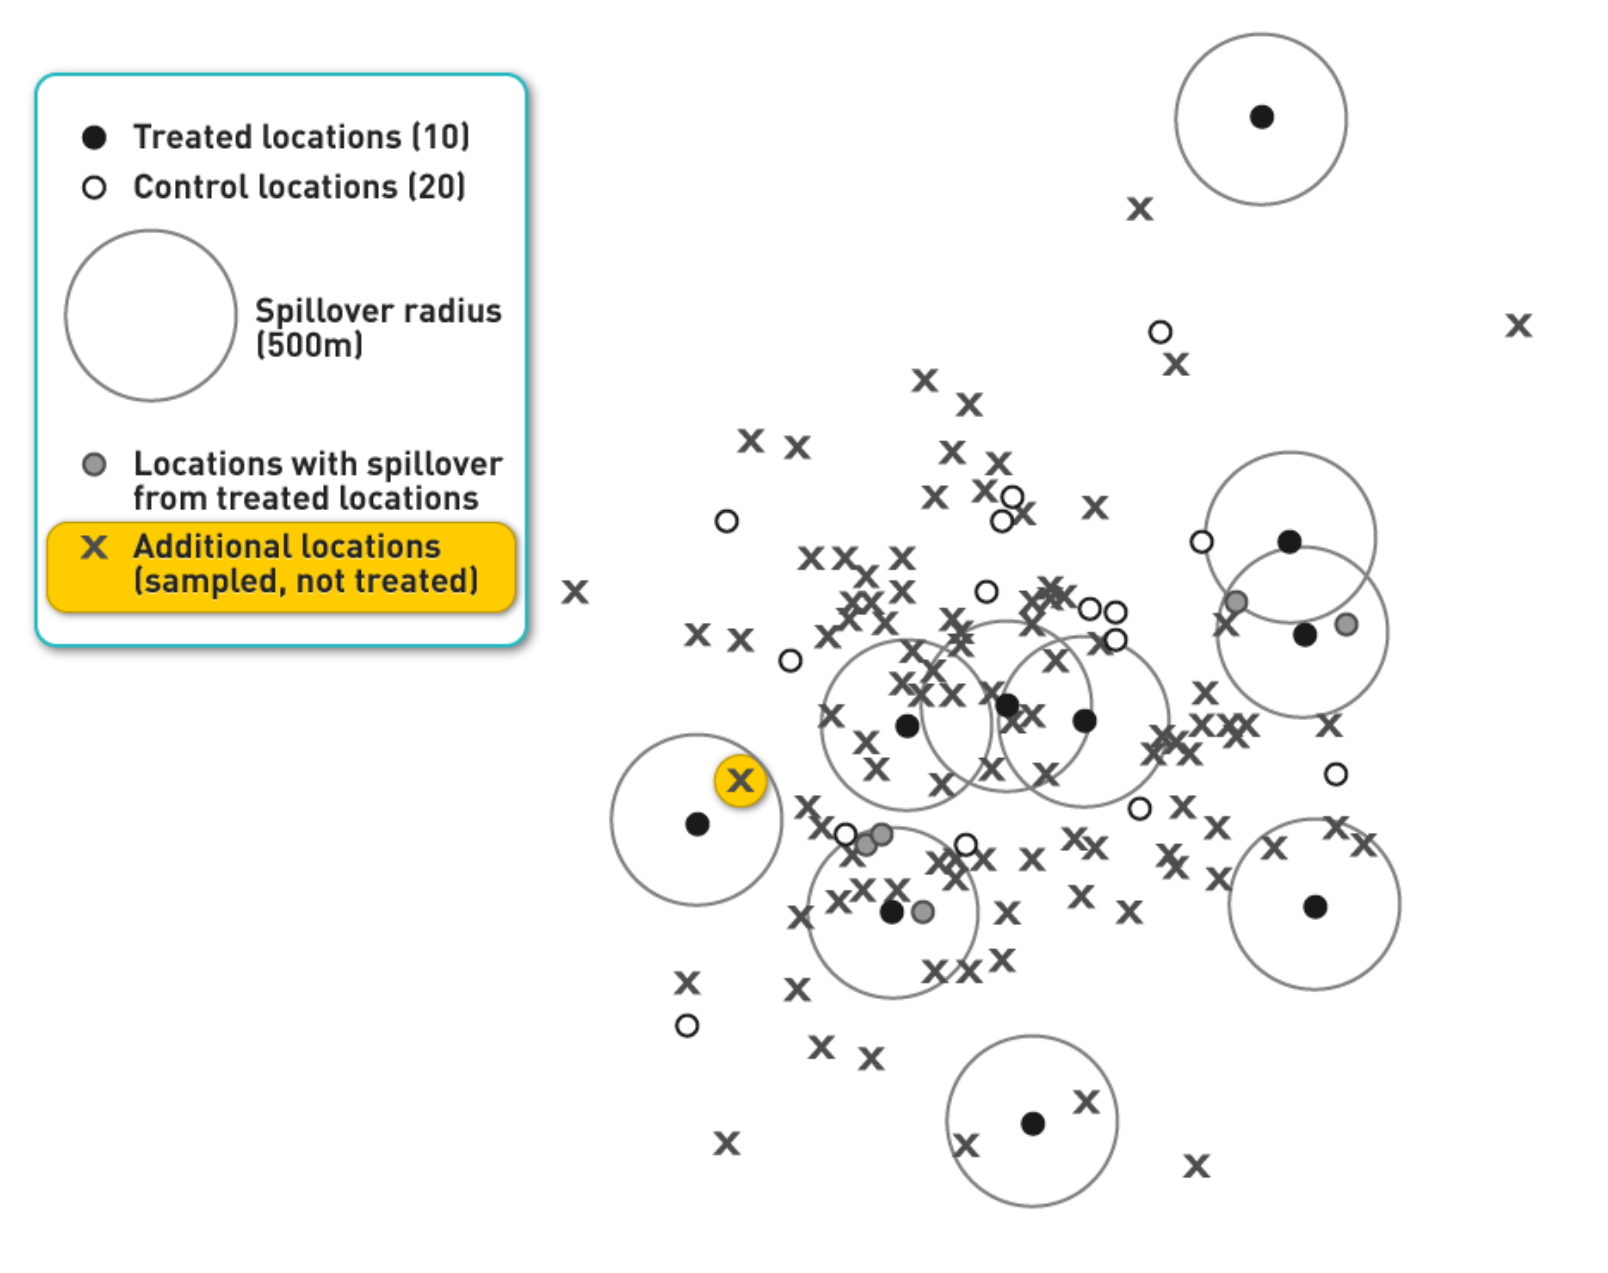 Treated locations (10)
Control locations (20)
Spillover radius
(500m)
Locations with spillover
from treated locations
X Additional locations
(sampled, not treated)